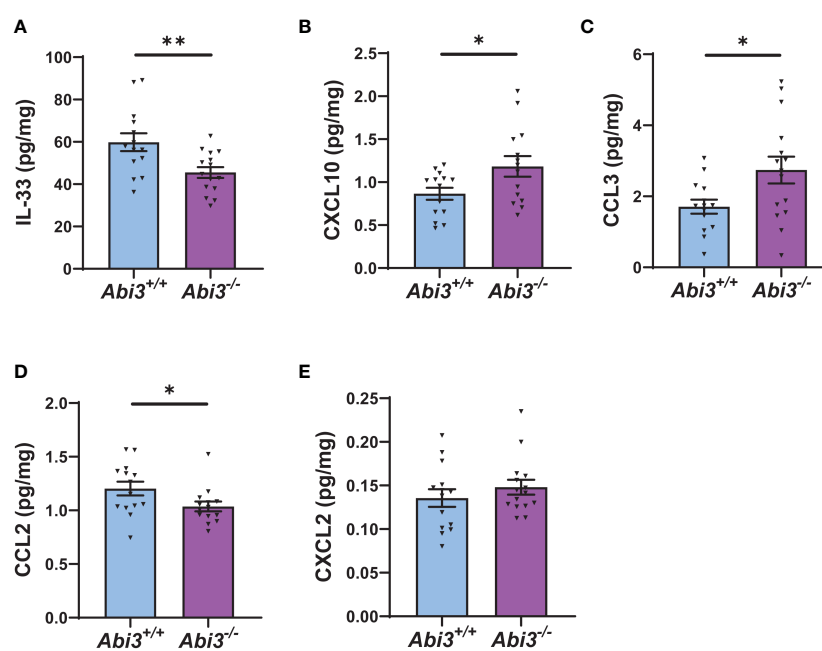 A
**
IL-33 (pg/mg)
100
80
60
40
20
0
Abi3+/+ Abi3-/-
B
*
CXCL10 (pg/mg)
2.5
2.0
1.5
1.0
0.5
0.0
Abi3+/+ Abi3-/-
C
*
CCL3 (pg/mg)
6
4
2
0
Abi3+/+ Abi3-/-
D
*
CCL2 (pg/mg)
2.0
1.5
1.0
0.5
0.0
Abi3+/+ Abi3-/-
E
CXCL2 (pg/mg)
0.25
0.20
0.15
0.10
0.05
0.00
Abi3+/+ Abi3-/-